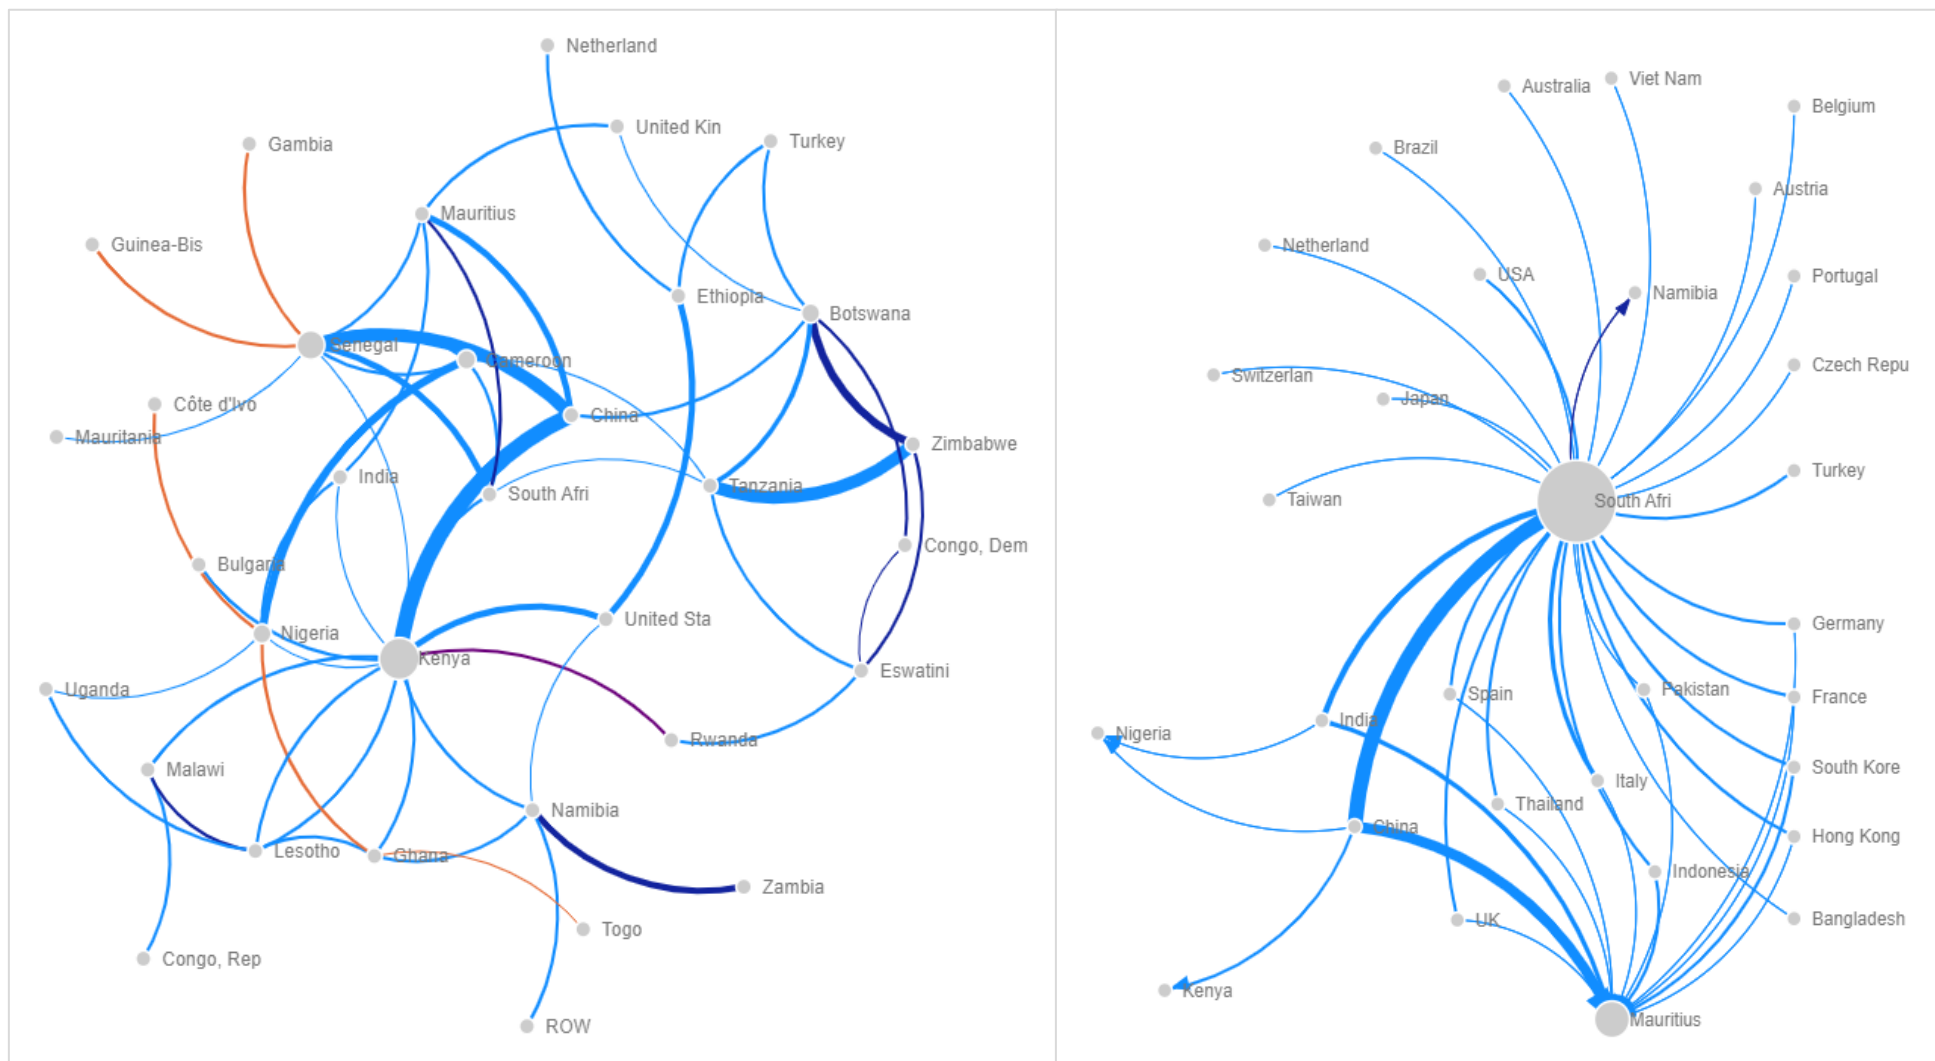 Netherland
United Kin
Turkey
Gambia
Mauritius
Guinea-Bis
Ethiopia
Botswana
Senegal
Cameroon
Côte d'Ivo
China
Mauritania
Zimbabwe
India
Tanzania
South Afri
Congo, Dem
Bulgaria
United Sta
Nigeria
Kenya
Eswatini
Uganda
Rwanda
Malawi
Namibia
Lesotho
Ghana
Zambia
Togo
Congo, Rep
ROW
Viet Nam
Australia
Belgium
Brazil
Austria
Netherland
USA
Portugal
Namibia
Czech Repu
Switzerlan
Japan
Turkey
Taiwan
South Afri
Germany
Spain
Pakistan
France
India
Nigeria
South Kore
Italy
Thailand
China
Hong Kong
Indonesia
UK
Bangladesh
Kenya
Mauritius